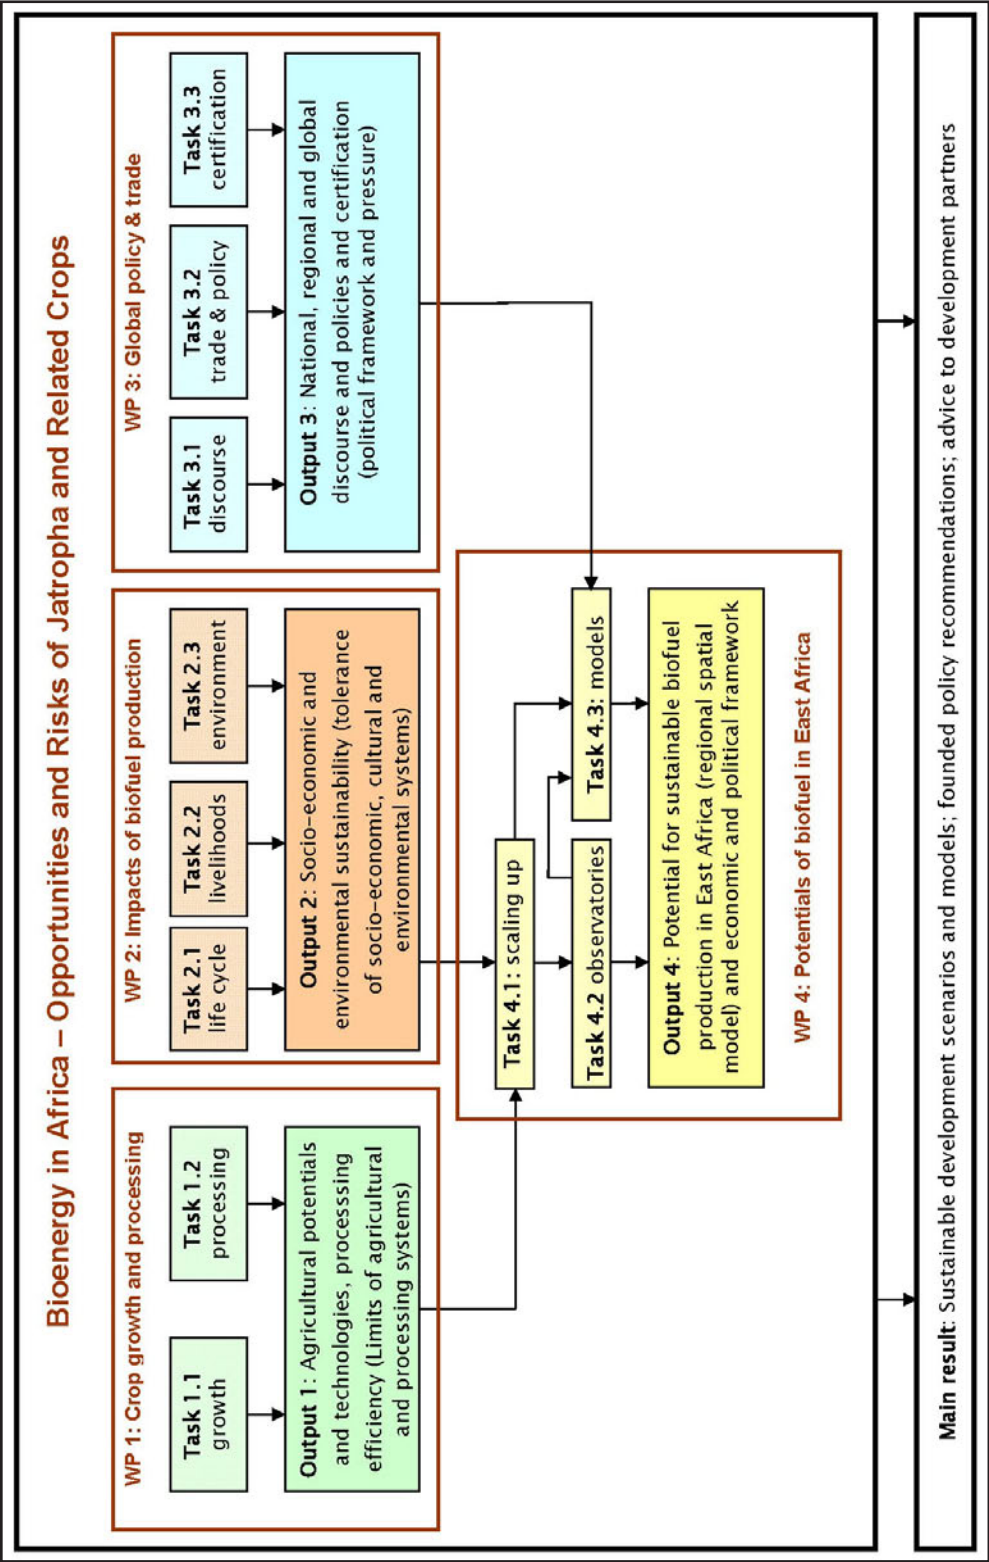 Bioenergy in Africa – Opportunities and Risks of Jatropha and Related Crops
WP 1: Crop growth and processing
Task 1.1
growth
Task 1.2
processing
Output 1: Agricultural potentials
and technologies, processsing
efficiency (Limits of agricultural
and processing systems)
WP 2: Impacts of biofuel production
Task 2.1
life cycle
Task 2.2
livelihoods
Task 2.3
environment
Output 2: Socio-economic and
environmental sustainability (tolerance
of socio-economic, cultural and
environmental systems)
WP 3: Global policy & trade
Task 3.1
discourse
Task 3.2
trade & policy
Task 3.3
certification
Output 3: National, regional and global
discourse and policies and certification
(political framework and pressure)
Task 4.1: scaling up
Task 4.2 observatories
Task 4.3: models
Output 4: Potential for sustainable biofuel
production in East Africa (regional spatial
model) and economic and political framework
WP 4: Potentials of biofuel in East Africa
Main result: Sustainable development scenarios and models; founded policy recommendations; advice to development partners